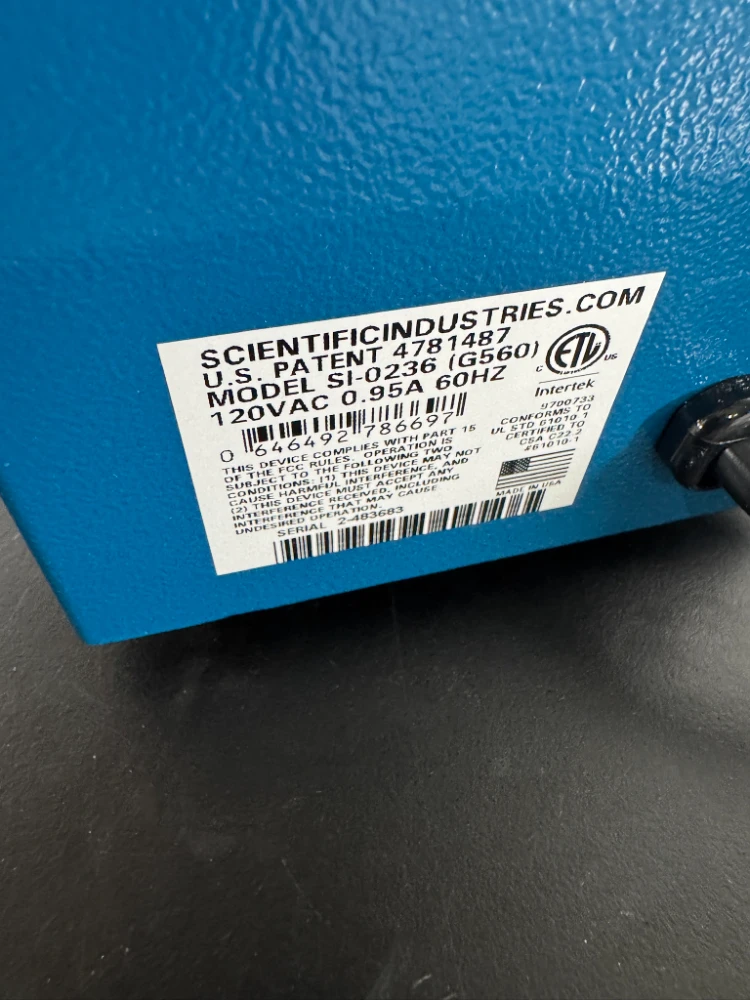 SCIENTIFICINDUSTRIES.COM
U.S. PATENT 4781487
MODEL SI-0236 (G560)
120VAC 0.95A 60HZ
0 646492 786697
THIS DEVICE COMPLIES WITH PART 15
OF THE FCC RULES. OPERATION IS
SUBJECT TO THE FOLLOWING TWO
CONDITIONS: (1) THIS DEVICE MAY NOT
CAUSE HARMFUL INTERFERENCE, AND
(2) THIS DEVICE MUST ACCEPT ANY
INTERFERENCE RECEIVED, INCLUDING
INTERFERENCE THAT MAY CAUSE
UNDESIRED OPERATION.
SERIAL 2-483683
C ETL US
Intertek
9700733
CONFORMS TO
UL STD 61010-1
CERTIFIED TO
CSA C22.2
#61010-1
MADE IN USA